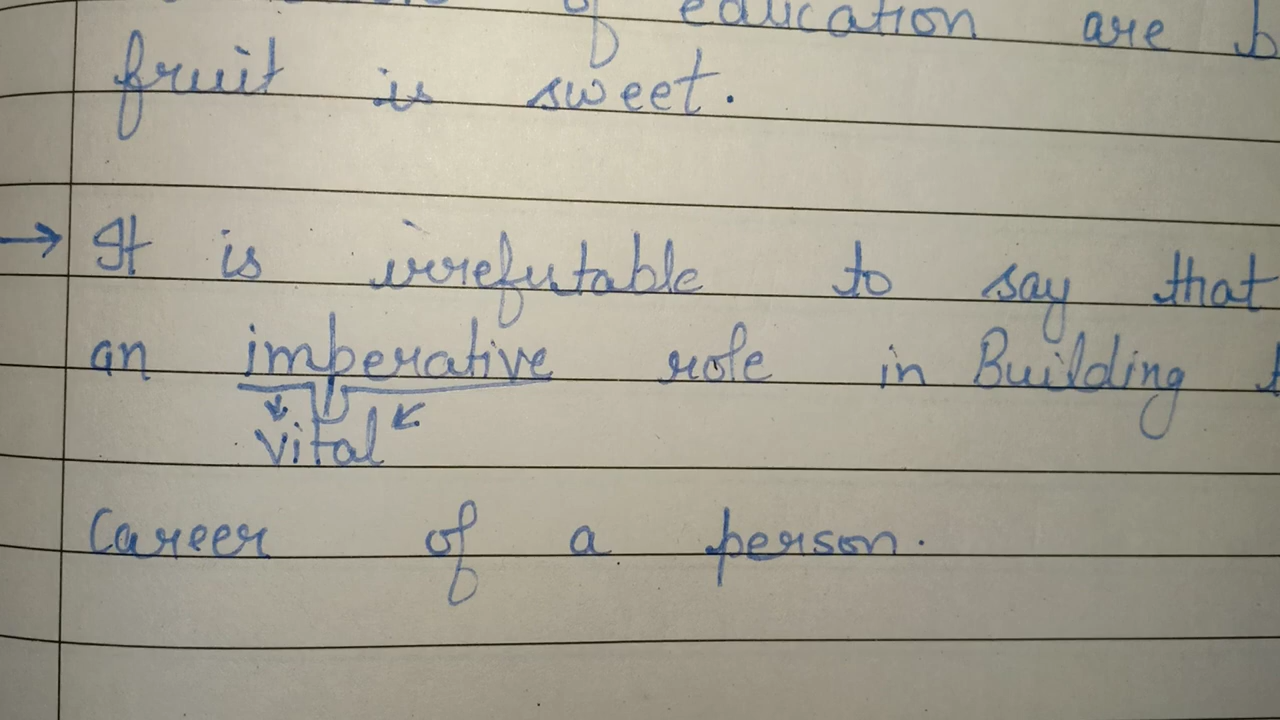 of education are
fruit is sweet.
→ It is irrefutable to say that
an imperative role in Building
vital
Career of a person.